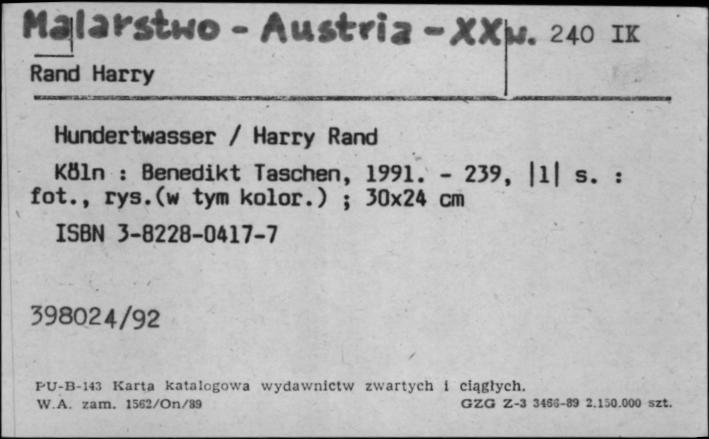 Malarstwo - Austria - XX w. 240 IK
Rand Harry
Hundertwasser / Harry Rand
Köln : Benedikt Taschen, 1991. - 239, |1| s. :
fot., rys.(w tym kolor.) ; 30x24 cm
ISBN 3-8228-0417-7
398024/92
PU-B-143 Karta katalogowa wydawnictw zwartych i ciągłych.
W.A. zam. 1562/On/89 GZG Z-3 3466-89 2.150.000 szt.